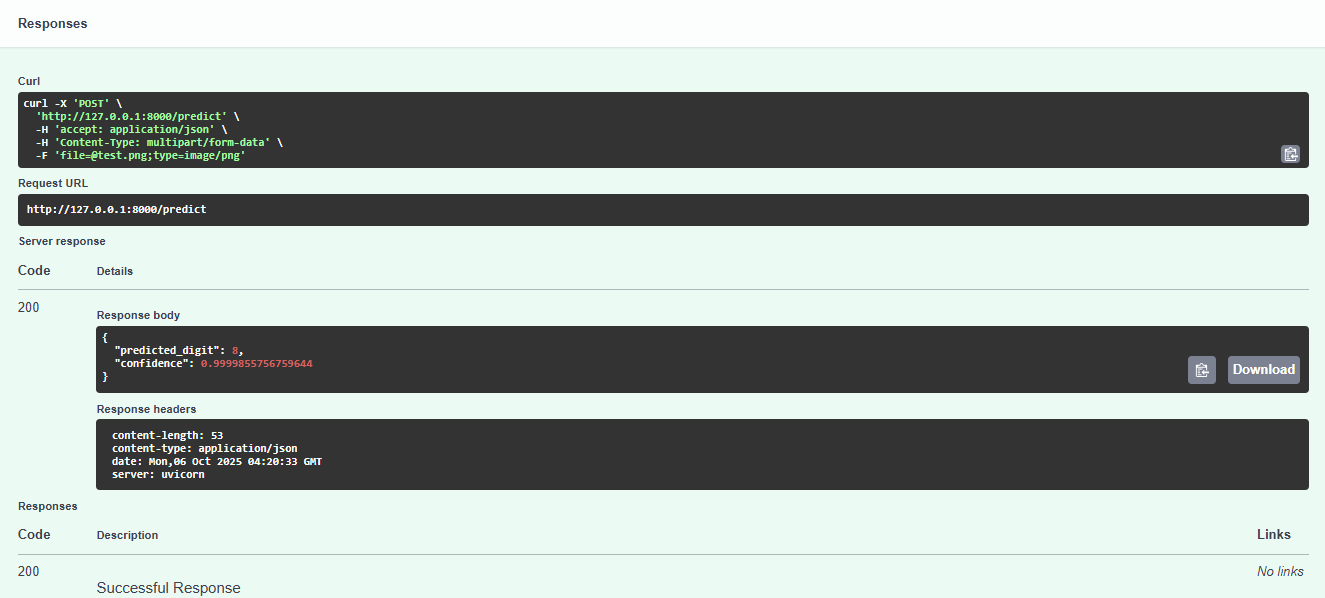 Responses
Curl
curl -X 'POST' \
  'http://127.0.0.1:8000/predict' \
  -H 'accept: application/json' \
  -H 'Content-Type: multipart/form-data' \
  -F 'file=@test.png;type=image/png'
Request URL
http://127.0.0.1:8000/predict
Server response
Code Details
200
Response body
{
  "predicted_digit": 8,
  "confidence": 0.9999855756759644
}
Download
Response headers
content-length: 53
content-type: application/json
date: Mon,06 Oct 2025 04:20:33 GMT
server: uvicorn
Responses
Code Description Links
200 No links
Successful Response